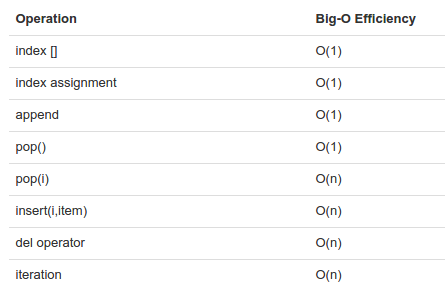 Operation Big-O Efficiency
index [] O(1)
index assignment O(1)
append O(1)
pop() O(1)
pop(i) O(n)
insert(i,item) O(n)
del operator O(n)
iteration O(n)